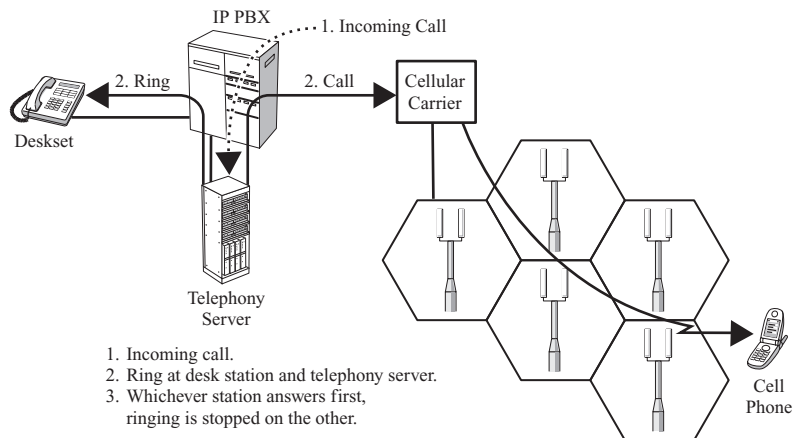 IP PBX
1. Incoming Call
2. Ring
2. Call
Cellular
Carrier
Deskset
Telephony
Server
Cell
Phone
1. Incoming call.
2. Ring at desk station and telephony server.
3. Whichever station answers first,
ringing is stopped on the other.